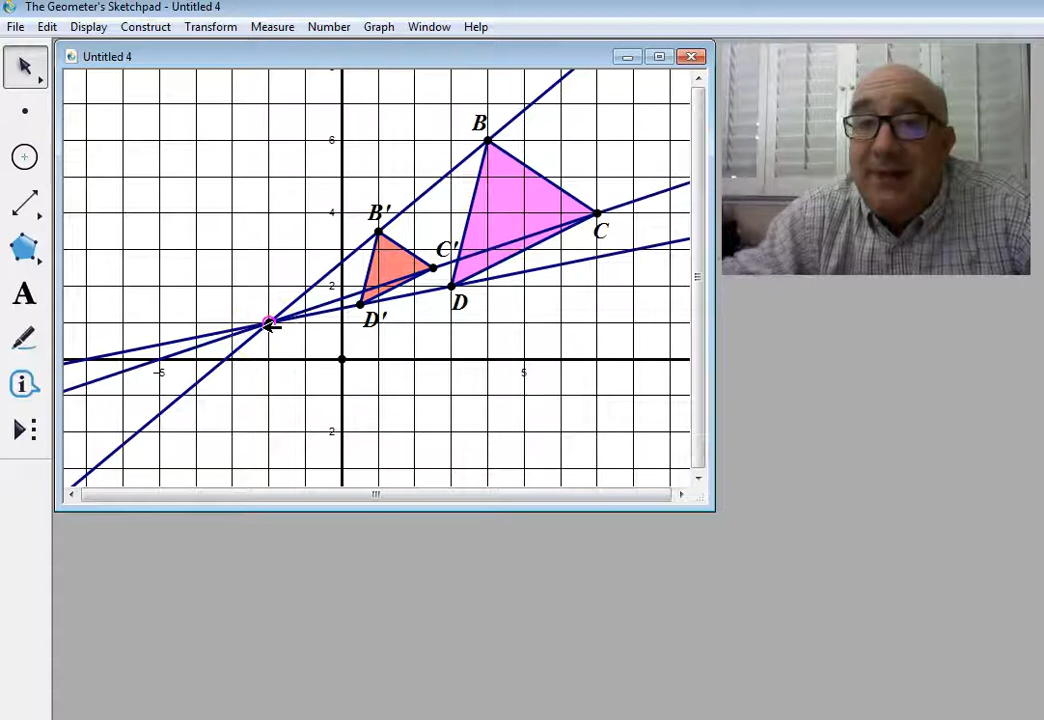 The Geometer's Sketchpad - Untitled 4
File Edit Display Construct Transform Measure Number Graph Window Help
Untitled 4
B
6
B'
4
C'
C
2
D
D'
-5
5
2
A
i